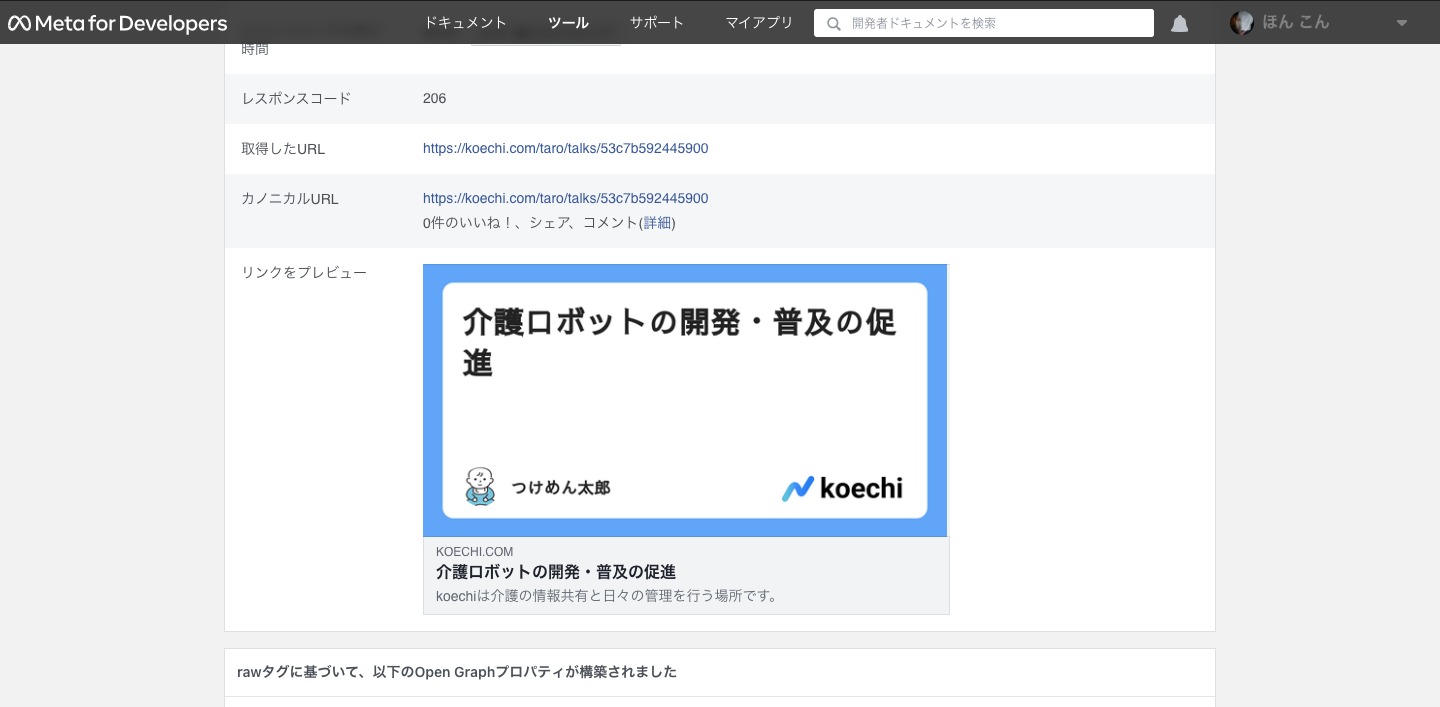 Meta for Developers
ドキュメント ツール サポート マイアプリ 開発者ドキュメントを検索 ほん こん
時間
レスポンスコード 206
取得したURL https://koechi.com/taro/talks/53c7b592445900
カノニカルURL https://koechi.com/taro/talks/53c7b592445900
0件のいいね！、シェア、コメント(詳細)
リンクをプレビュー
介護ロボットの開発・普及の促
進
つけめん太郎 koechi
KOECHI.COM
介護ロボットの開発・普及の促進
koechiは介護の情報共有と日々の管理を行う場所です。
rawタグに基づいて、以下のOpen Graphプロパティが構築されました